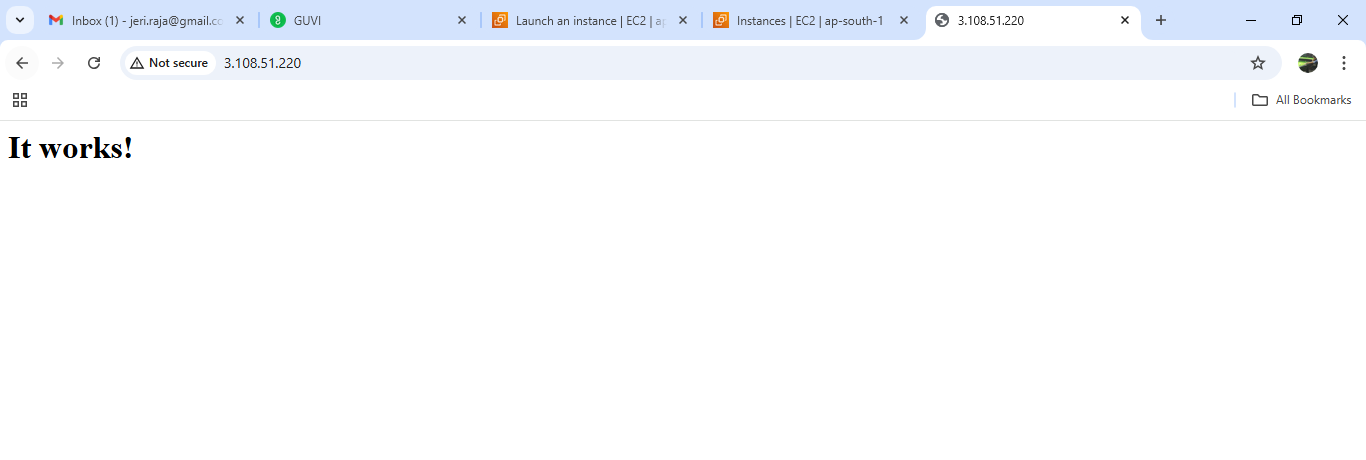 Inbox (1) - jeri.raja@gmail.co
GUVI
Launch an instance | EC2 | ap
Instances | EC2 | ap-south-1
3.108.51.220
Not secure
3.108.51.220
All Bookmarks
It works!